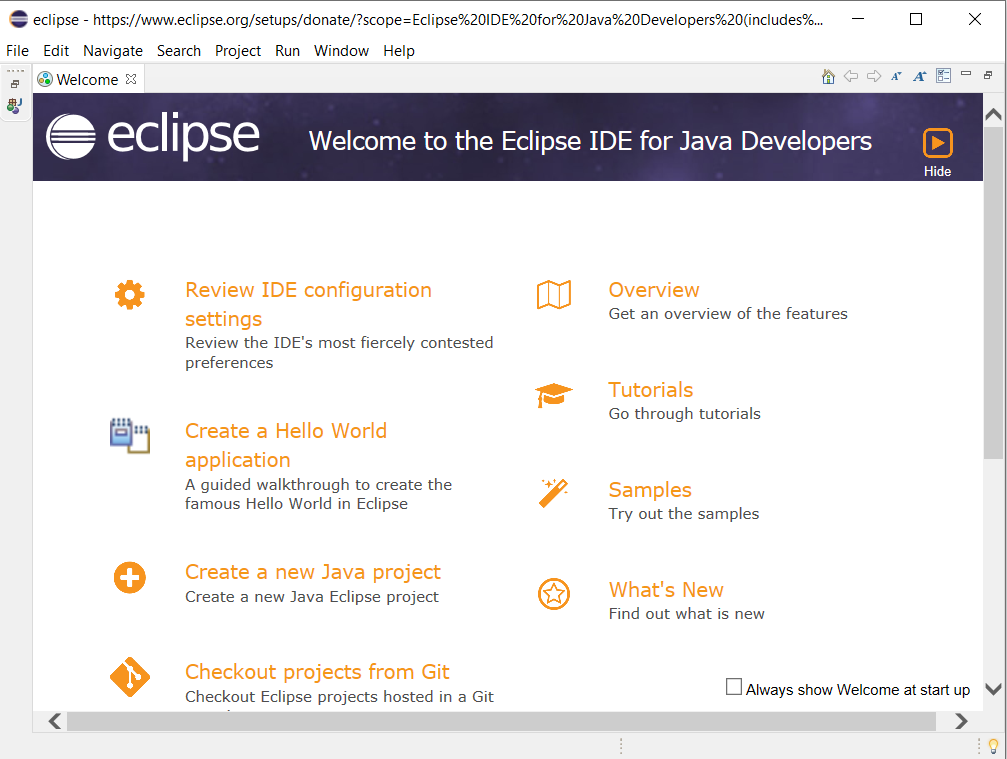 eclipse - https://www.eclipse.org/setups/donate/?scope=Eclipse%20IDE%20for%20Java%20Developers%20(includes%...
File Edit Navigate Search Project Run Window Help
Welcome
eclipse
Welcome to the Eclipse IDE for Java Developers
Hide
Review IDE configuration
settings
Review the IDE's most fiercely contested
preferences
Create a Hello World
application
A guided walkthrough to create the
famous Hello World in Eclipse
Create a new Java project
Create a new Java Eclipse project
Checkout projects from Git
Checkout Eclipse projects hosted in a Git
Overview
Get an overview of the features
Tutorials
Go through tutorials
Samples
Try out the samples
What's New
Find out what is new
Always show Welcome at start up